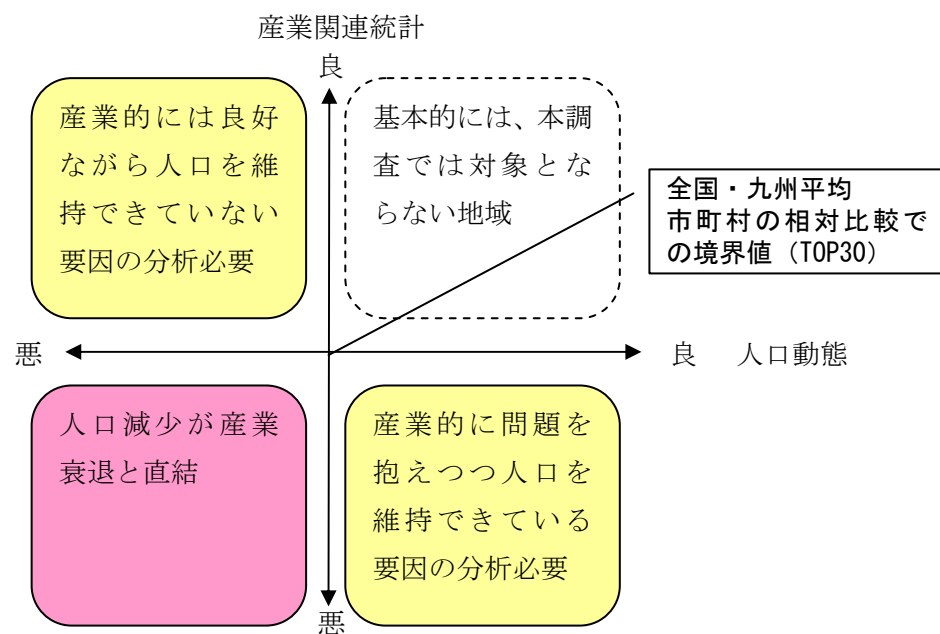 産業関連統計
良
産業的には良好
ながら人口を維
持できていない
要因の分析必要
基本的には、本調
査では対象とな
らない地域
全国・九州平均
市町村の相対比較で
の境界値（TOP30）
悪
良　人口動態
人口減少が産業
衰退と直結
産業的に問題を
抱えつつ人口を
維持できている
要因の分析必要
悪